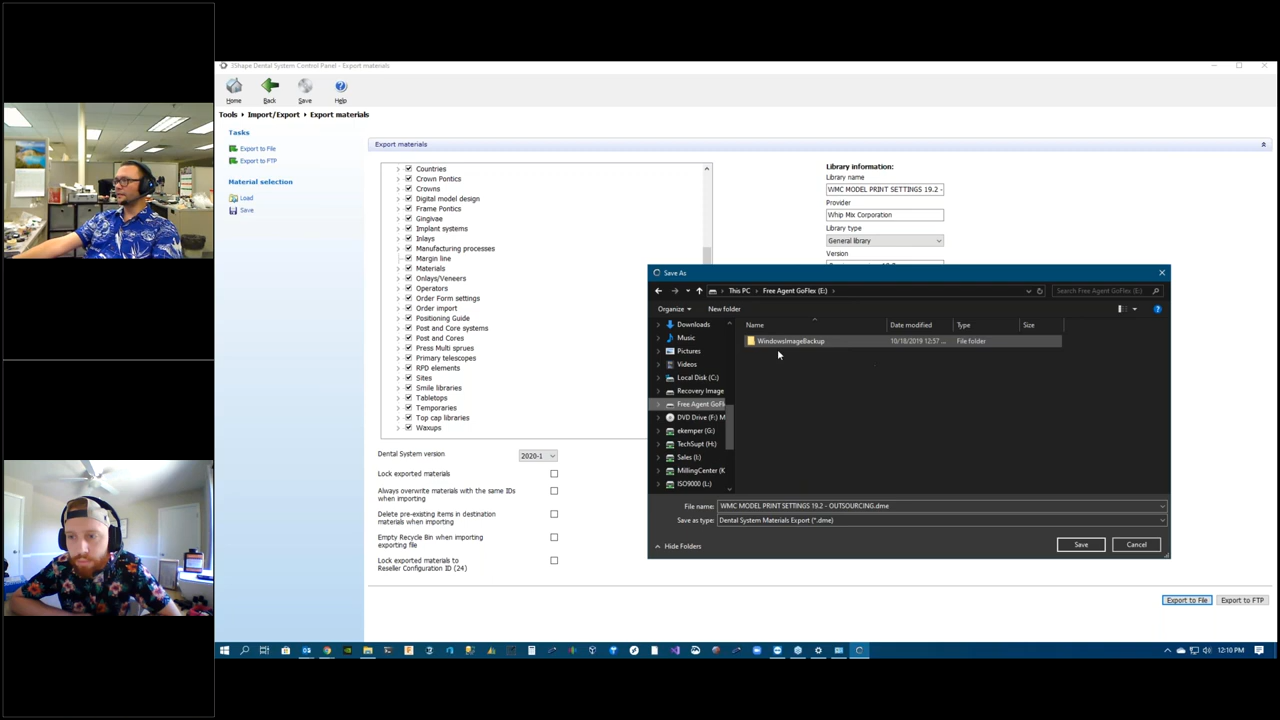 3Shape Dental System Control Panel - Export materials
Home
Back
Save
Help
Tools
Import/Export
Export materials
Tasks
Export to File
Export to FTP
Material selection
Load
Save
Export materials
Countries
Crown Pontics
Crowns
Digital model design
Frame Pontics
Gingivae
Implant systems
Inlays
Manufacturing processes
Margin line
Materials
Onlays/Veneers
Operators
Order Form settings
Order import
Positioning Guide
Post and Core systems
Post and Cores
Press Multi sprues
Primary telescopes
RPD elements
Sites
Smile libraries
Tabletops
Temporaries
Top cap libraries
Waxups
Dental System version
2020-1
Lock exported materials
Always overwrite materials with the same IDs
when importing
Delete pre-existing items in destination
materials when importing
Empty Recycle Bin when importing
exporting file
Lock exported materials to
Reseller Configuration ID (24)
Library information:
Library name
WMC MODEL PRINT SETTINGS 19.2 -
Provider
Whip Mix Corporation
Library type
General library
Version
Save As
This PC
Free Agent GoFlex (E:)
Search Free Agent GoFlex (E:)
Organize
New folder
Downloads
Music
Pictures
Videos
Local Disk (C:)
Recovery Image
Free Agent GoFl
DVD Drive (F:) M
ekemper (G:)
TechSupt (H:)
Sales (I:)
MillingCenter (K
ISO9000 (L:)
Name
Date modified
Type
Size
WindowsImageBackup
10/18/2019 12:57 ...
File folder
File name:
WMC MODEL PRINT SETTINGS 19.2 - OUTSOURCING.dme
Save as type:
Dental System Materials Export (*.dme)
Hide Folders
Save
Cancel
Export to File
Export to FTP
12:10 PM